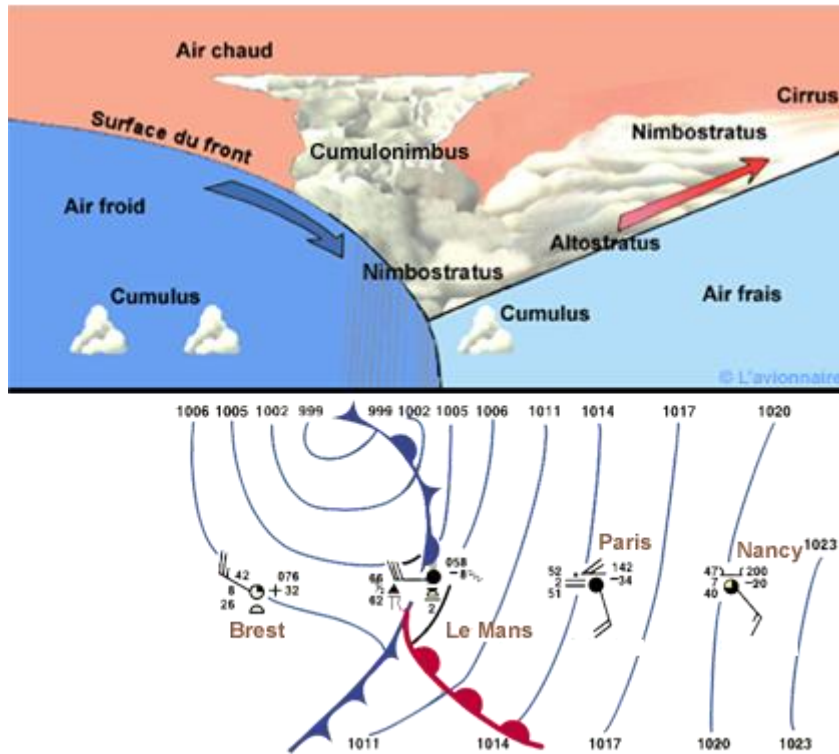 Air chaud
Cirrus
Surface du front
Nimbostratus
Cumulonimbus
Air froid
Altostratus
Nimbostratus
Air frais
Cumulus
Cumulus
© L'avionnaire
1006 1005 1002 999 999 1002 1005 1006 1011 1014 1017 1020
Paris
Nancy 1023
42 076
8 +32
26
66 058
½ -8
62 2
52 142
2 -34
51
47 200
7 -20
40
Brest
Le Mans
1011 1014 1017 1020 1023